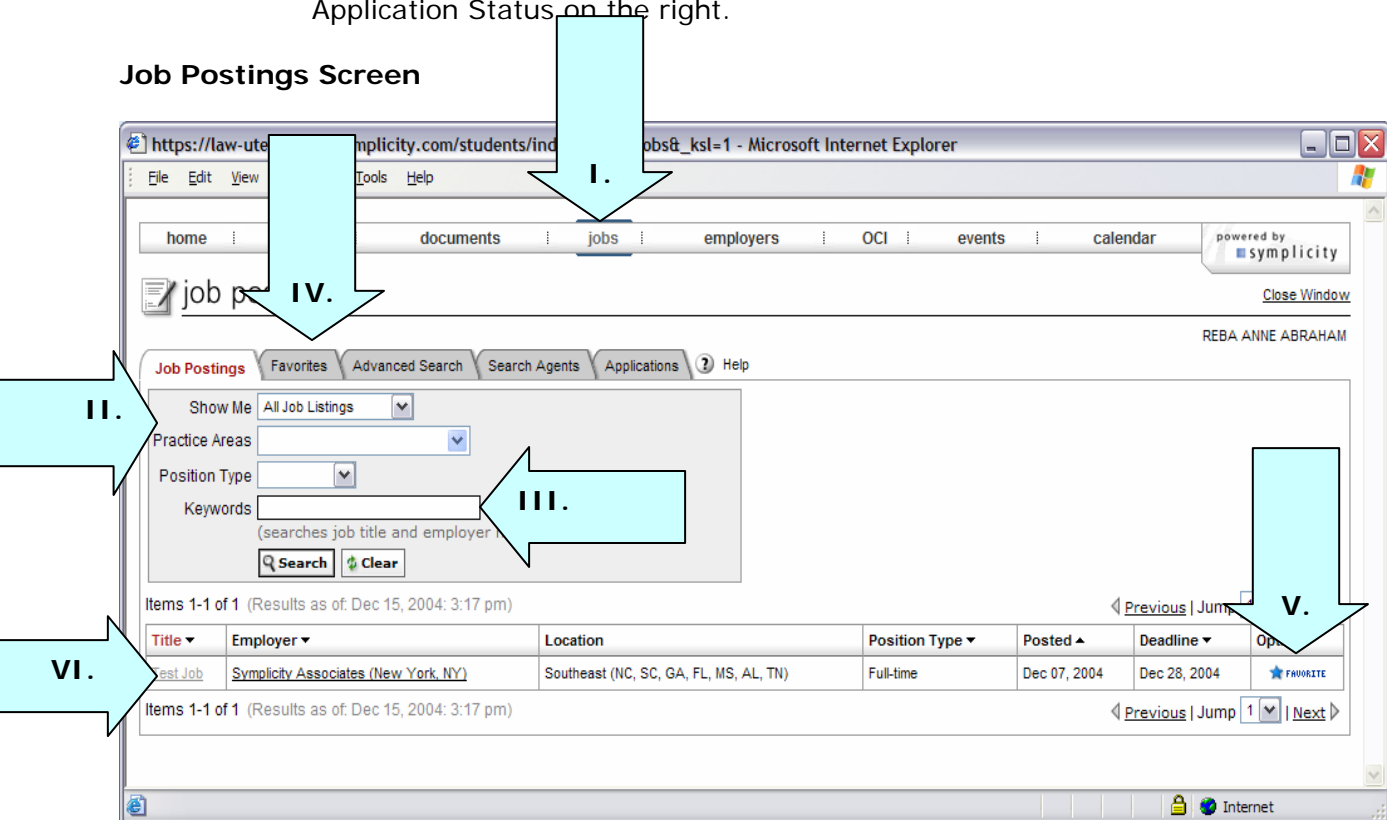 Application Status on the right.
Job Postings Screen
https://law-ute mplicity.com/students/ind obs&_ksl=1 - Microsoft Internet Explorer
File Edit View Tools Help
I.
home documents jobs employers OCI events calendar
powered by
symplicity
job po
IV.
Close Window
REBA ANNE ABRAHAM
Job Postings Favorites Advanced Search Search Agents Applications ? Help
II.
Show Me All Job Listings
Practice Areas
Position Type
III.
Keywords
(searches job title and employer
Search Clear
Items 1-1 of 1 (Results as of: Dec 15, 2004: 3:17 pm) Previous | Jump
V.
Title Employer Location Position Type Posted Deadline
VI.
Test Job Symplicity Associates (New York, NY) Southeast (NC, SC, GA, FL, MS, AL, TN) Full-time Dec 07, 2004 Dec 28, 2004 FAVORITE
Items 1-1 of 1 (Results as of: Dec 15, 2004: 3:17 pm) Previous | Jump 1 | Next
Internet